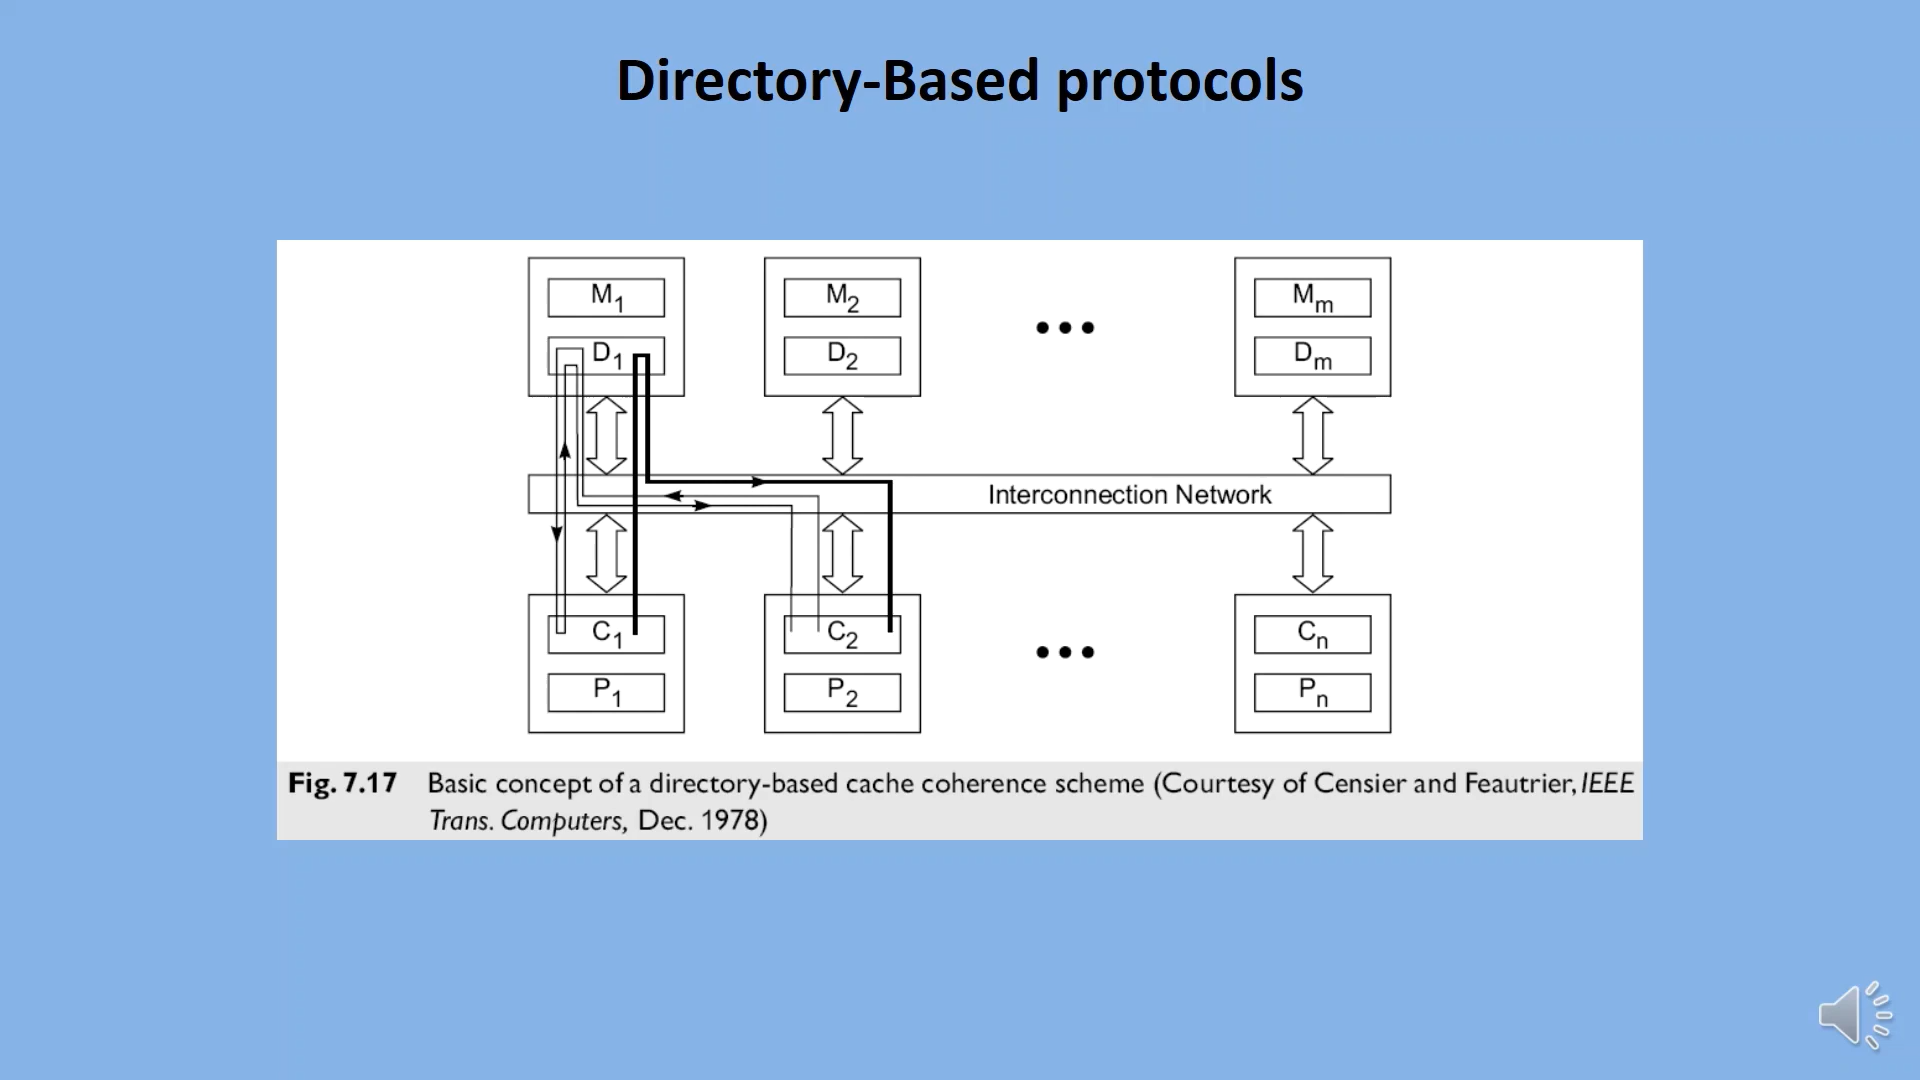 Directory-Based protocols
M1 M2 Mm
D1 D2 Dm
Interconnection Network
C1 C2 Cn
P1 P2 Pn
Fig. 7.17 Basic concept of a directory-based cache coherence scheme (Courtesy of Censier and Feautrier, IEEE
Trans. Computers, Dec. 1978)